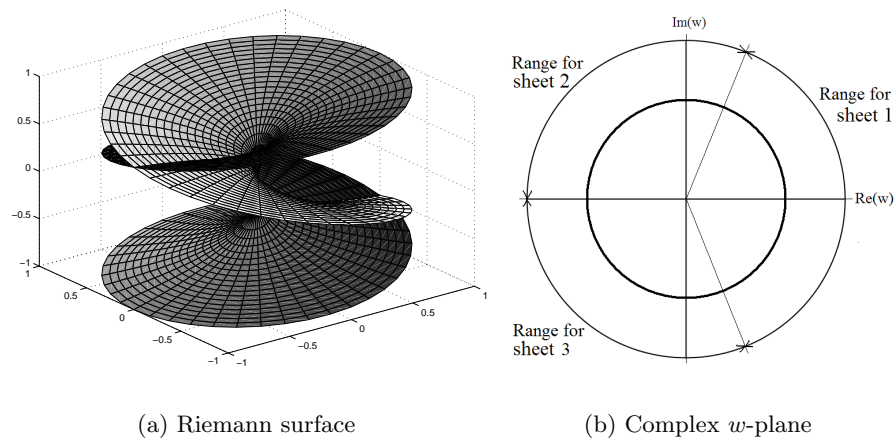 1
0.5
0
−0.5
−1
1
0.5
0
−0.5
−1
−1
−0.5
0
0.5
1
(a) Riemann surface
Im(w)
Range for
sheet 2
Range for
sheet 1
Re(w)
Range for
sheet 3
(b) Complex w-plane